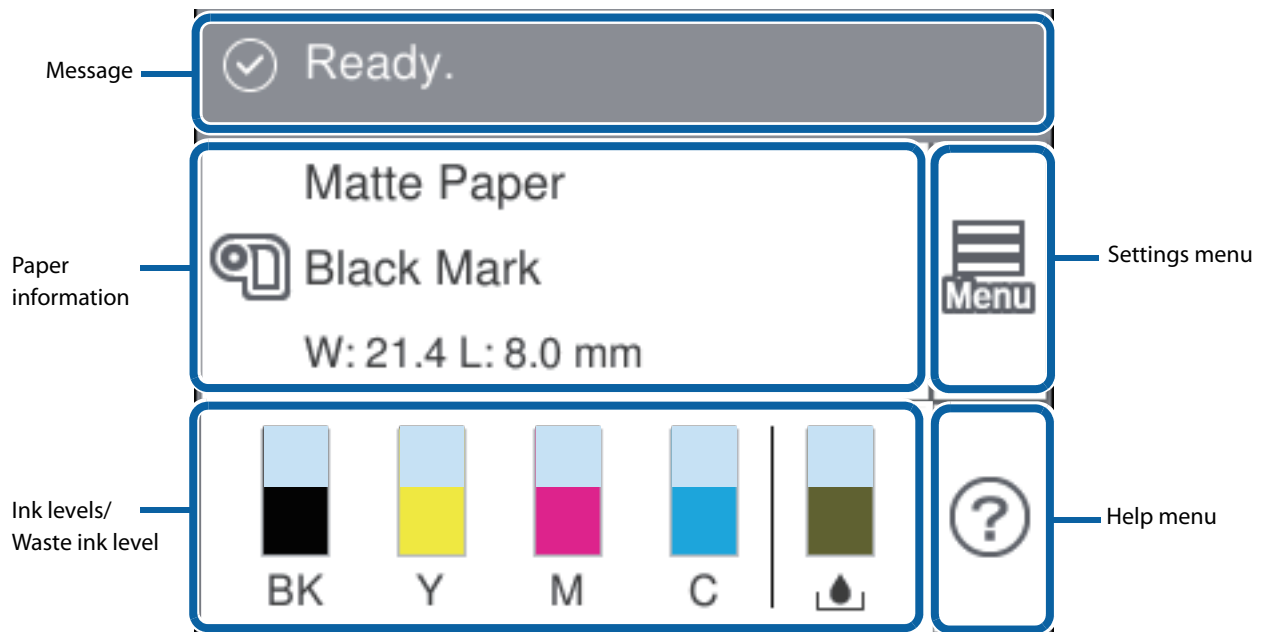 Message
Ready.
Paper
information
Matte Paper
Black Mark
W: 21.4 L: 8.0 mm
Menu
Settings menu
Ink levels/
Waste ink level
BK Y M C
?
Help menu